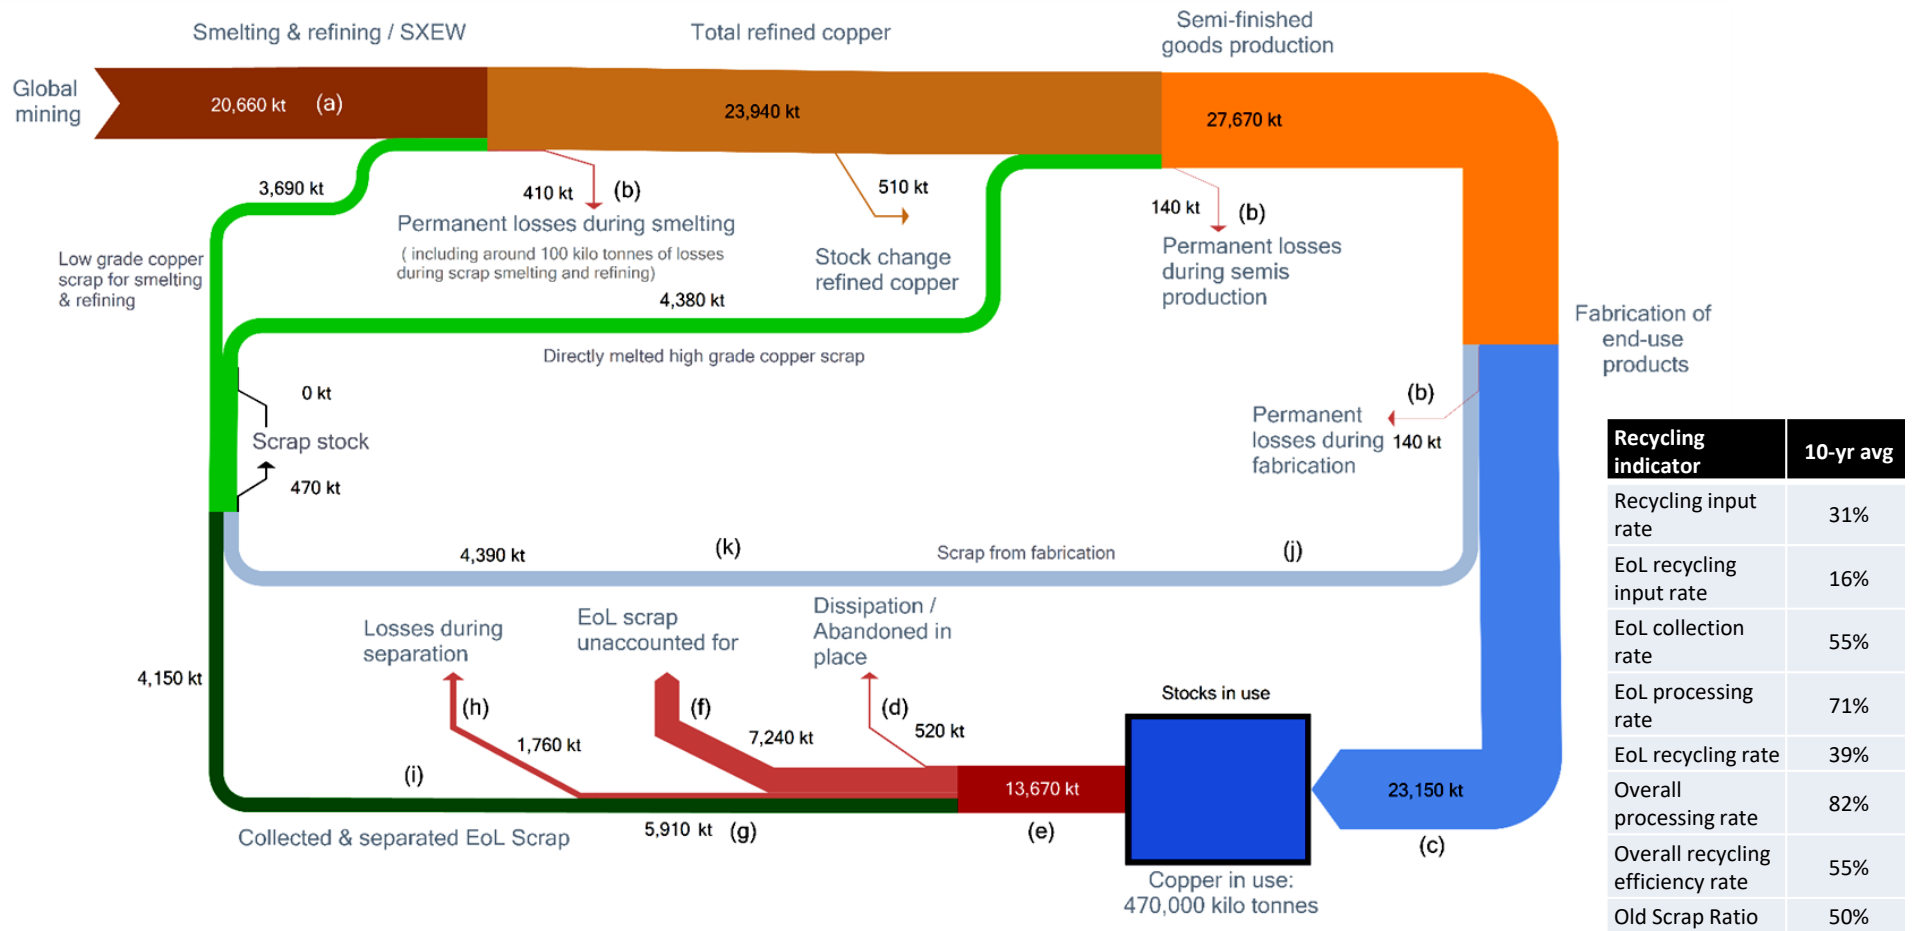 Smelting & refining / SXEW
Total refined copper
Semi-finished
goods production
Global
mining
20,660 kt
(a)
23,940 kt
27,670 kt
3,690 kt
410 kt
(b)
Permanent losses during smelting
( including around 100 kilo tonnes of losses
during scrap smelting and refining)
510 kt
Stock change
refined copper
140 kt
(b)
Permanent losses
during semis
production
Low grade copper
scrap for smelting
& refining
4,380 kt
Directly melted high grade copper scrap
Fabrication of
end-use
products
0 kt
Scrap stock
470 kt
(b)
Permanent
losses during
fabrication
140 kt
4,390 kt
(k)
Scrap from fabrication
(j)
Losses during
separation
EoL scrap
unaccounted for
Dissipation /
Abandoned in
place
4,150 kt
(h)
1,760 kt
(f)
7,240 kt
(d)
520 kt
Stocks in use
(i)
13,670 kt
23,150 kt
Collected & separated EoL Scrap
5,910 kt
(g)
(e)
(c)
Copper in use:
470,000 kilo tonnes
Recycling
indicator
10-yr avg
Recycling input
rate
31%
EoL recycling
input rate
16%
EoL collection
rate
55%
EoL processing
rate
71%
EoL recycling rate
39%
Overall
processing rate
82%
Overall recycling
efficiency rate
55%
Old Scrap Ratio
50%